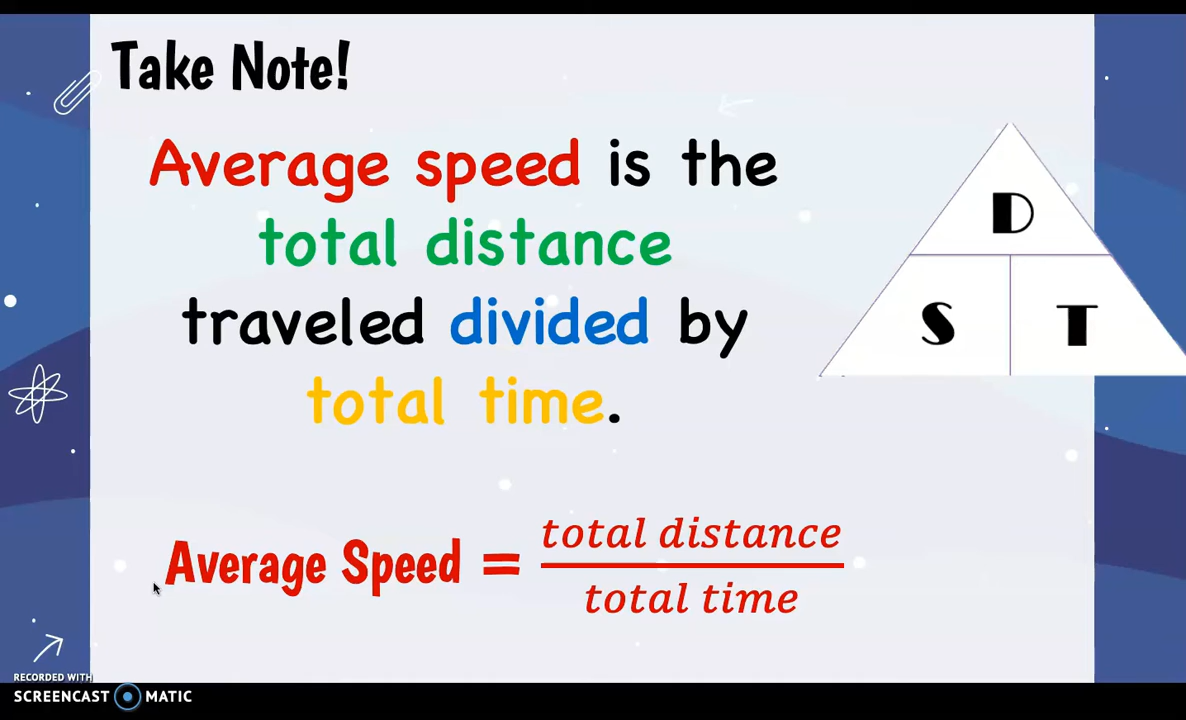 Take Note!
Average speed is the
total distance
traveled divided by
total time.
D
S T
Average Speed = total distance
total time
RECORDED WITH
SCREENCAST MATIC